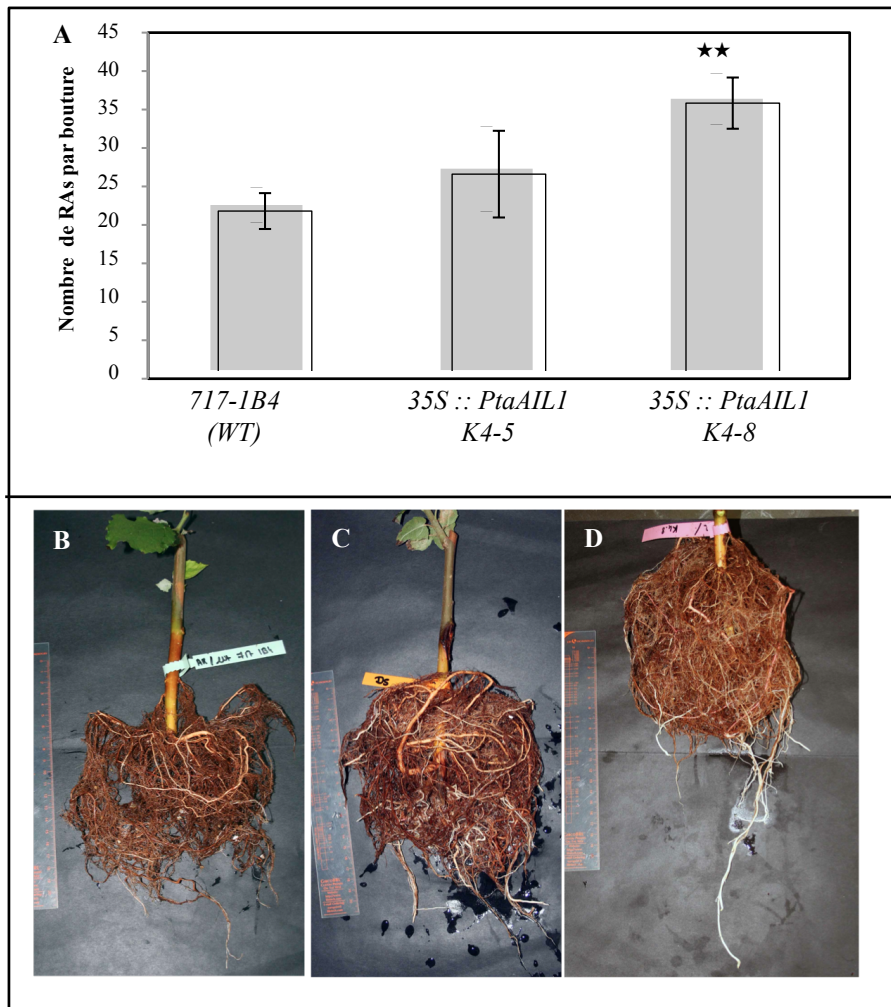 A
★★
Nombre de RAs par bouture
45
40
35
30
25
20
15
10
5
0
717-1B4
(WT)
35S :: PtaAIL1
K4-5
35S :: PtaAIL1
K4-8
B
C
D